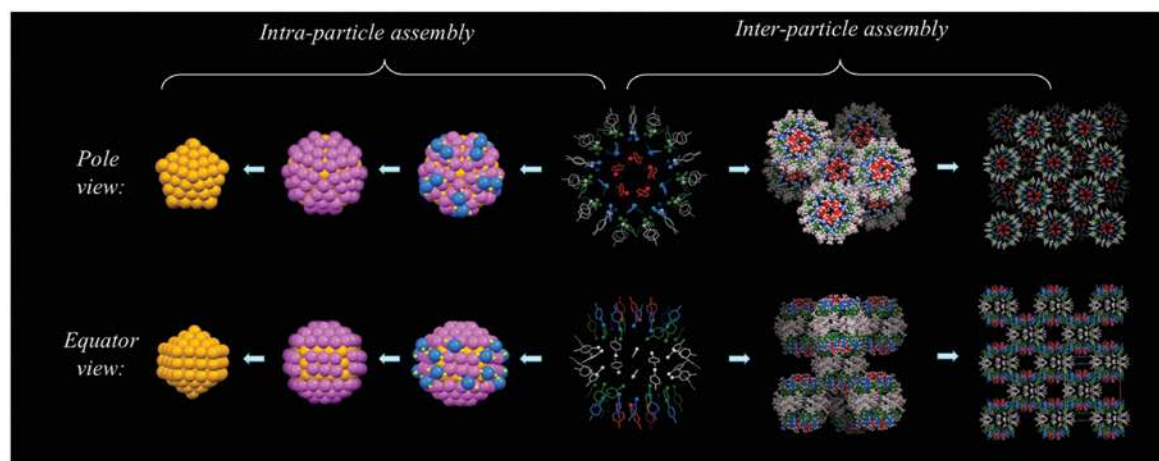 Intra-particle assembly
Inter-particle assembly
Pole
view:
Equator
view: